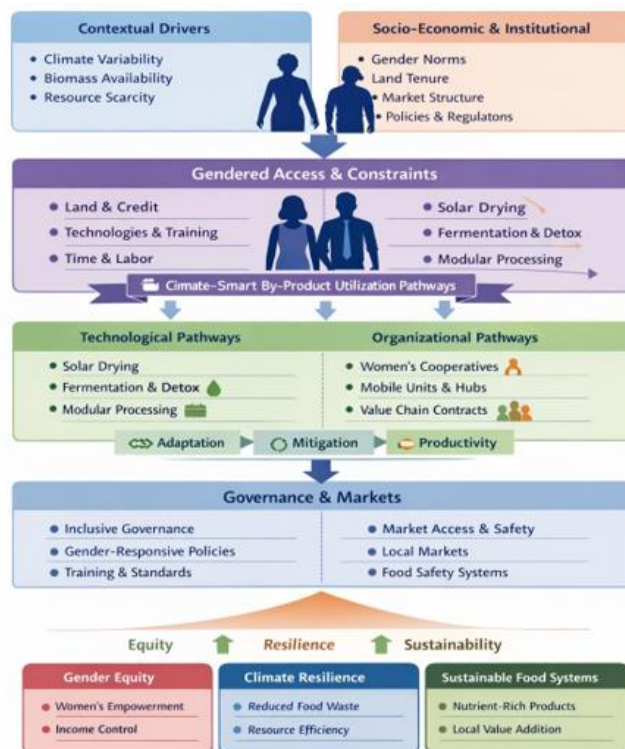 Contextual Drivers
Climate Variability
Biomass Availability
Resource Scarcity
Socio-Economic & Institutional
Gender Norms
Land Tenure
Market Structure
Policies & Regulatons
Gendered Access & Constraints
Land & Credit
Technologies & Training
Time & Labor
Solar Drying
Fermentation & Detox
Modular Processing
Cimate-Smart By-Product Utilization Pathways
Technological Pathways
Solar Drying
Fermentation & Detox
Modular Processing
Organizational Pathways
Women's Cooperatives
Mobile Units & Hubs
Value Chain Contracts
Adaptation
Mitigation
Productivity
Governance & Markets
Inclusive Governance
Gender-Responsive Policies
Training & Standards
Market Access & Safety
Local Markets
Food Safety Systems
Equity
Resilience
Sustainability
Gender Equity
Women's Empowerment
Income Control
Climate Resilience
Reduced Food Waste
Resource Efficiency
Sustainable Food Systems
Nutrient-Rich Products
Local Value Addition